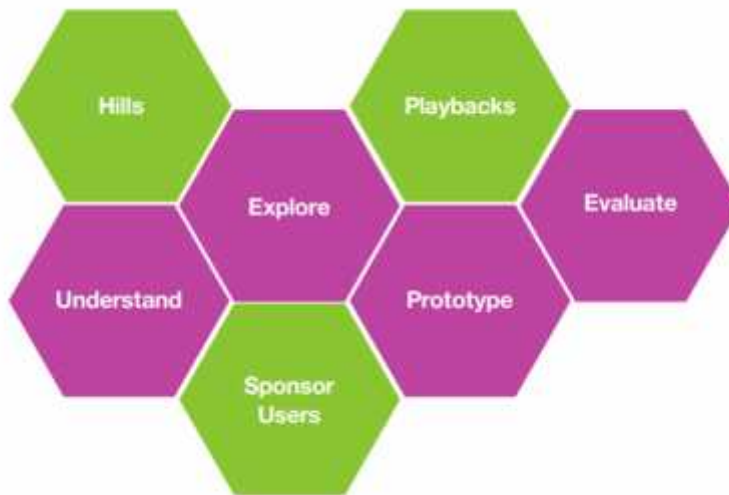 Hills
Playbacks
Explore
Evaluate
Understand
Prototype
Sponsor
Users